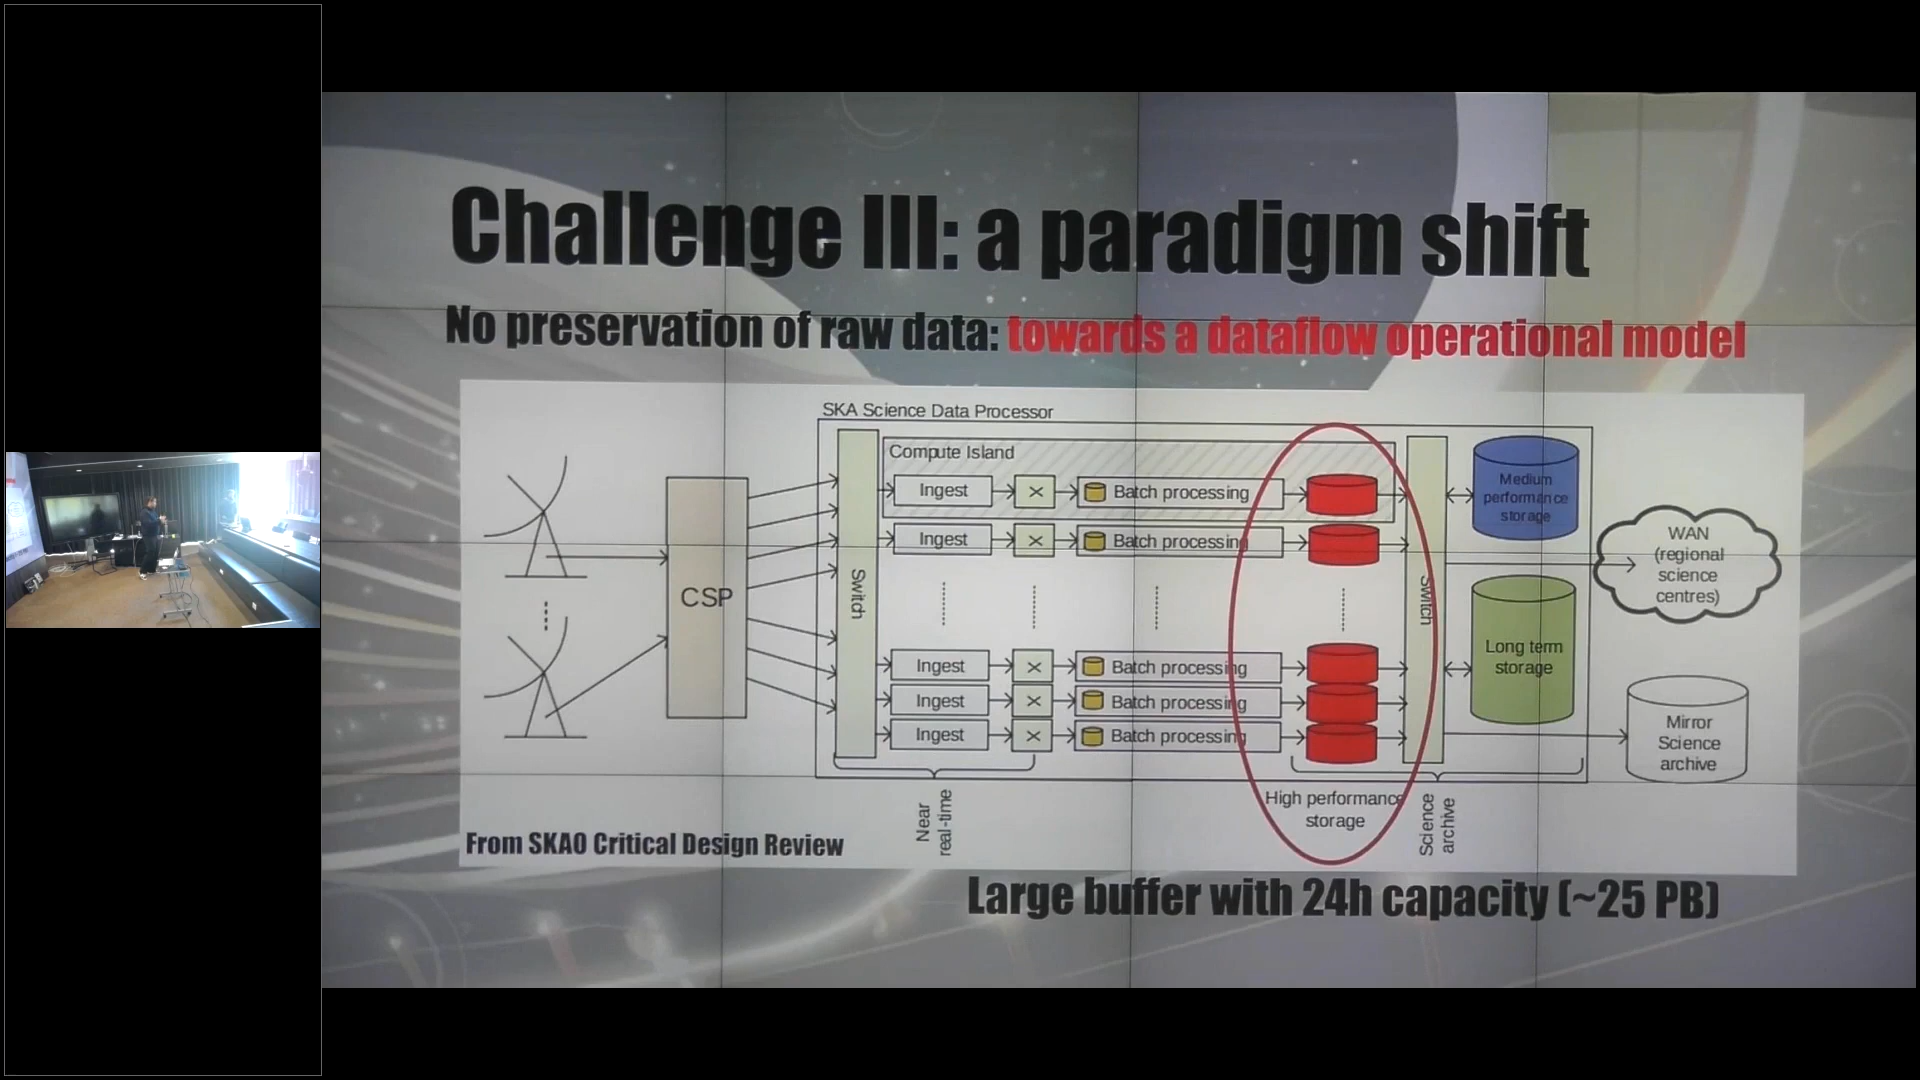 Challenge III: a paradigm shift
No preservation of raw data: towards a dataflow operational model
SKA Science Data Processor
Compute Island
Ingest
×
Batch processing
Ingest
×
Batch processing
Ingest
×
Batch processing
Ingest
×
Batch processing
Ingest
×
Batch processing
CSP
Switch
Switch
Medium
performance
storage
WAN
(regional
science
centres)
Long term
storage
Mirror
Science
archive
Near
real-time
High performance
storage
Science
archive
From SKAO Critical Design Review
Large buffer with 24h capacity (~25 PB)